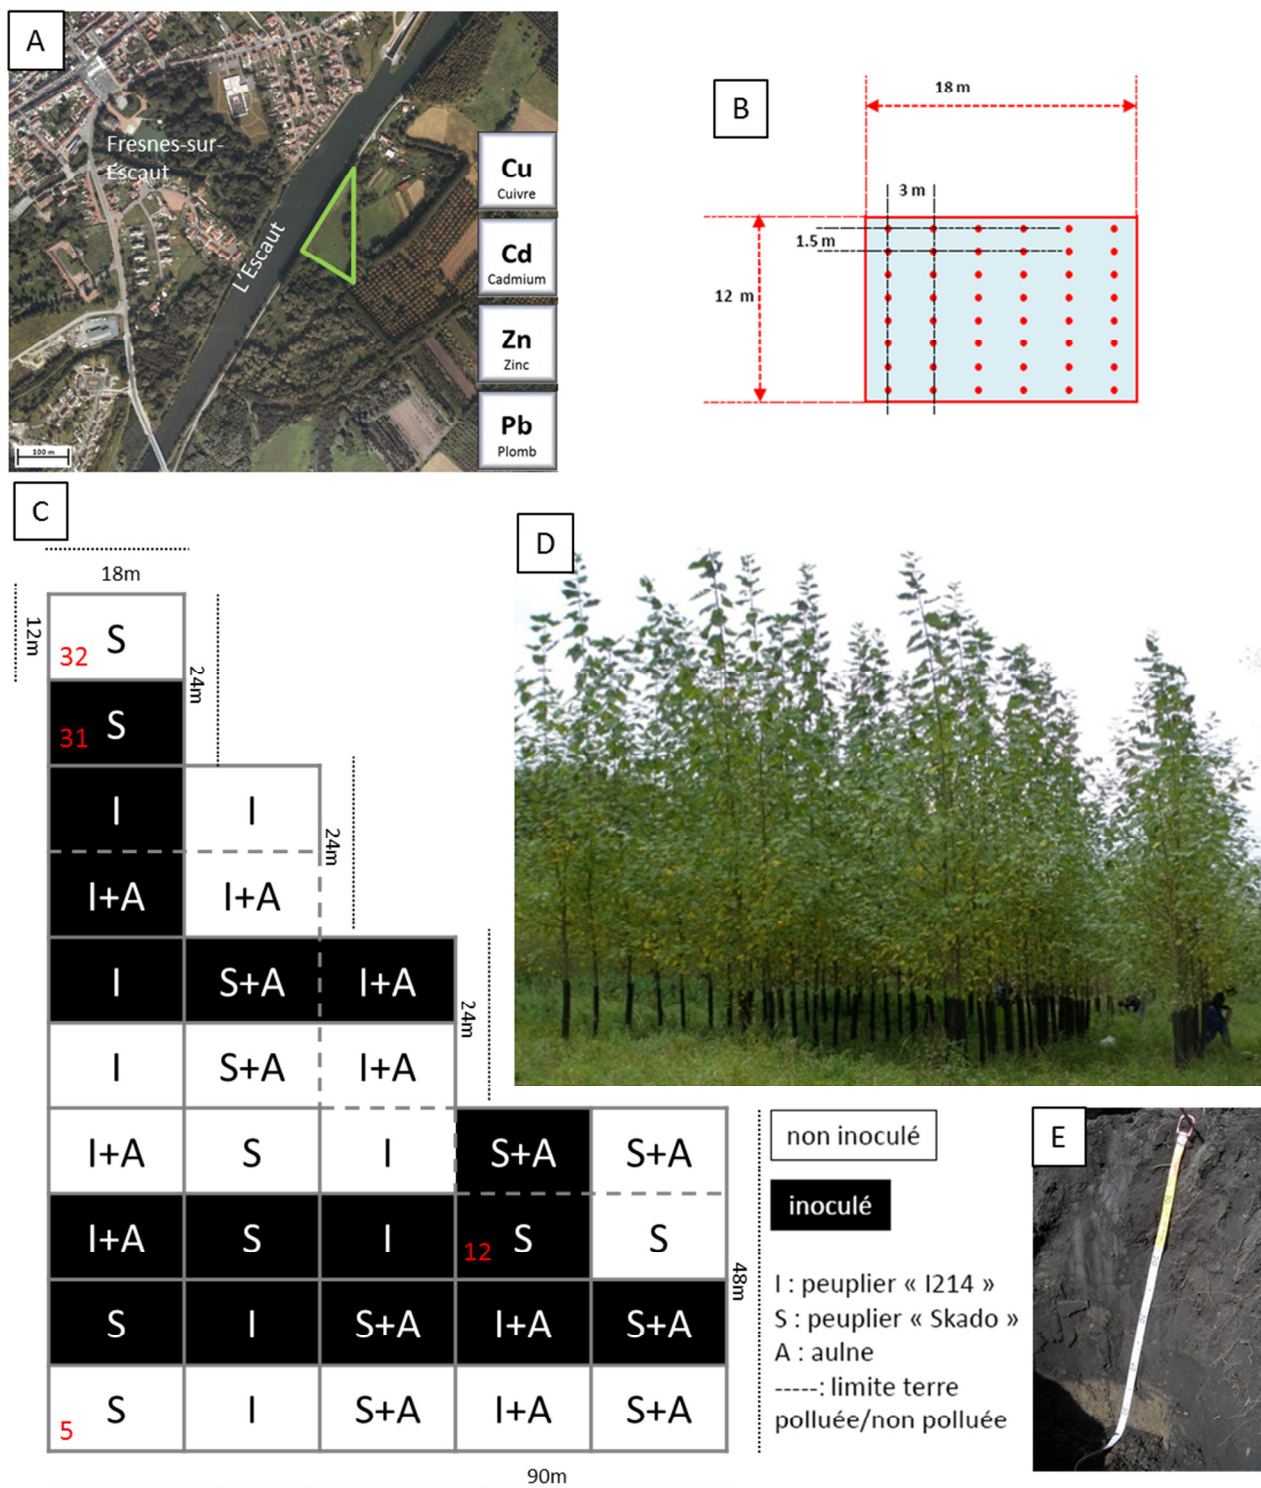 A
Fresnes-sur-
Escaut
L'Escaut
Cu
Cuivre
Cd
Cadmium
Zn
Zinc
Pb
Plomb
100 m
B
18 m
3 m
1.5 m
12 m
C
18m
12m
32 S
24m
31 S
I I
24m
I+A I+A
I S+A I+A
24m
I S+A I+A
I+A S I S+A S+A
I+A S I 12 S S
48m
S I S+A I+A S+A
5 S I S+A I+A S+A
90m
D
non inoculé
inoculé
I : peuplier « I214 »
S : peuplier « Skado »
A : aulne
-----: limite terre
polluée/non polluée
E